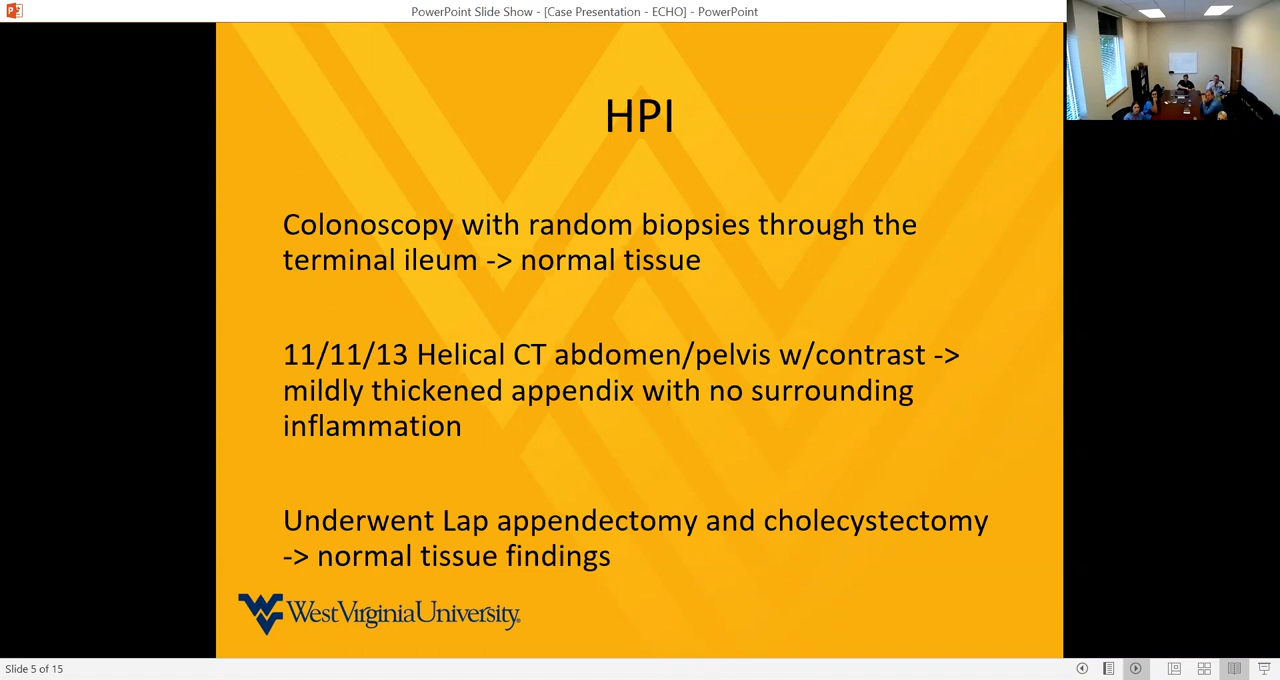 PowerPoint Slide Show - [Case Presentation - ECHO] - PowerPoint
HPI
Colonoscopy with random biopsies through the
terminal ileum -> normal tissue
11/11/13 Helical CT abdomen/pelvis w/contrast ->
mildly thickened appendix with no surrounding
inflammation
Underwent Lap appendectomy and cholecystectomy
-> normal tissue findings
WestVirginiaUniversity®
Slide 5 of 15